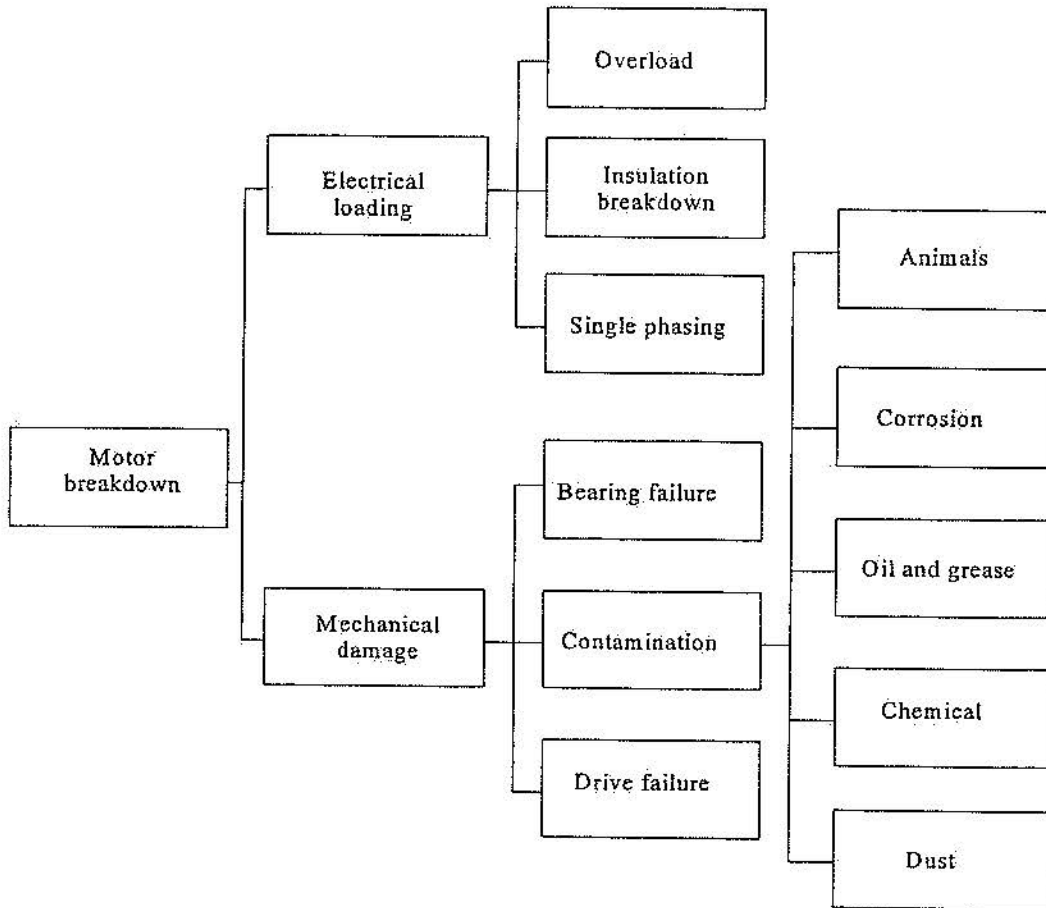 Overload
Electrical
loading
Insulation
breakdown
Animals
Single phasing
Corrosion
Motor
breakdown
Bearing failure
Oil and grease
Mechanical
damage
Contamination
Chemical
Drive failure
Dust